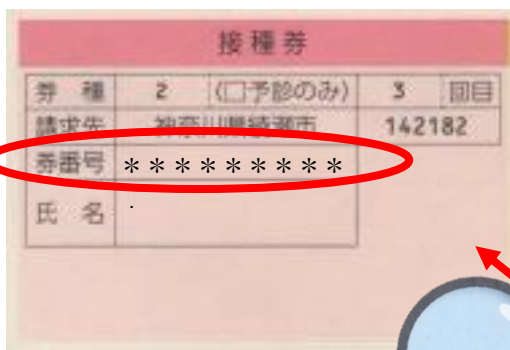 接種券
券種 2 (□予診のみ) 3 回目
請求先 神奈川県綾瀬市 142182
券番号 *********
氏名